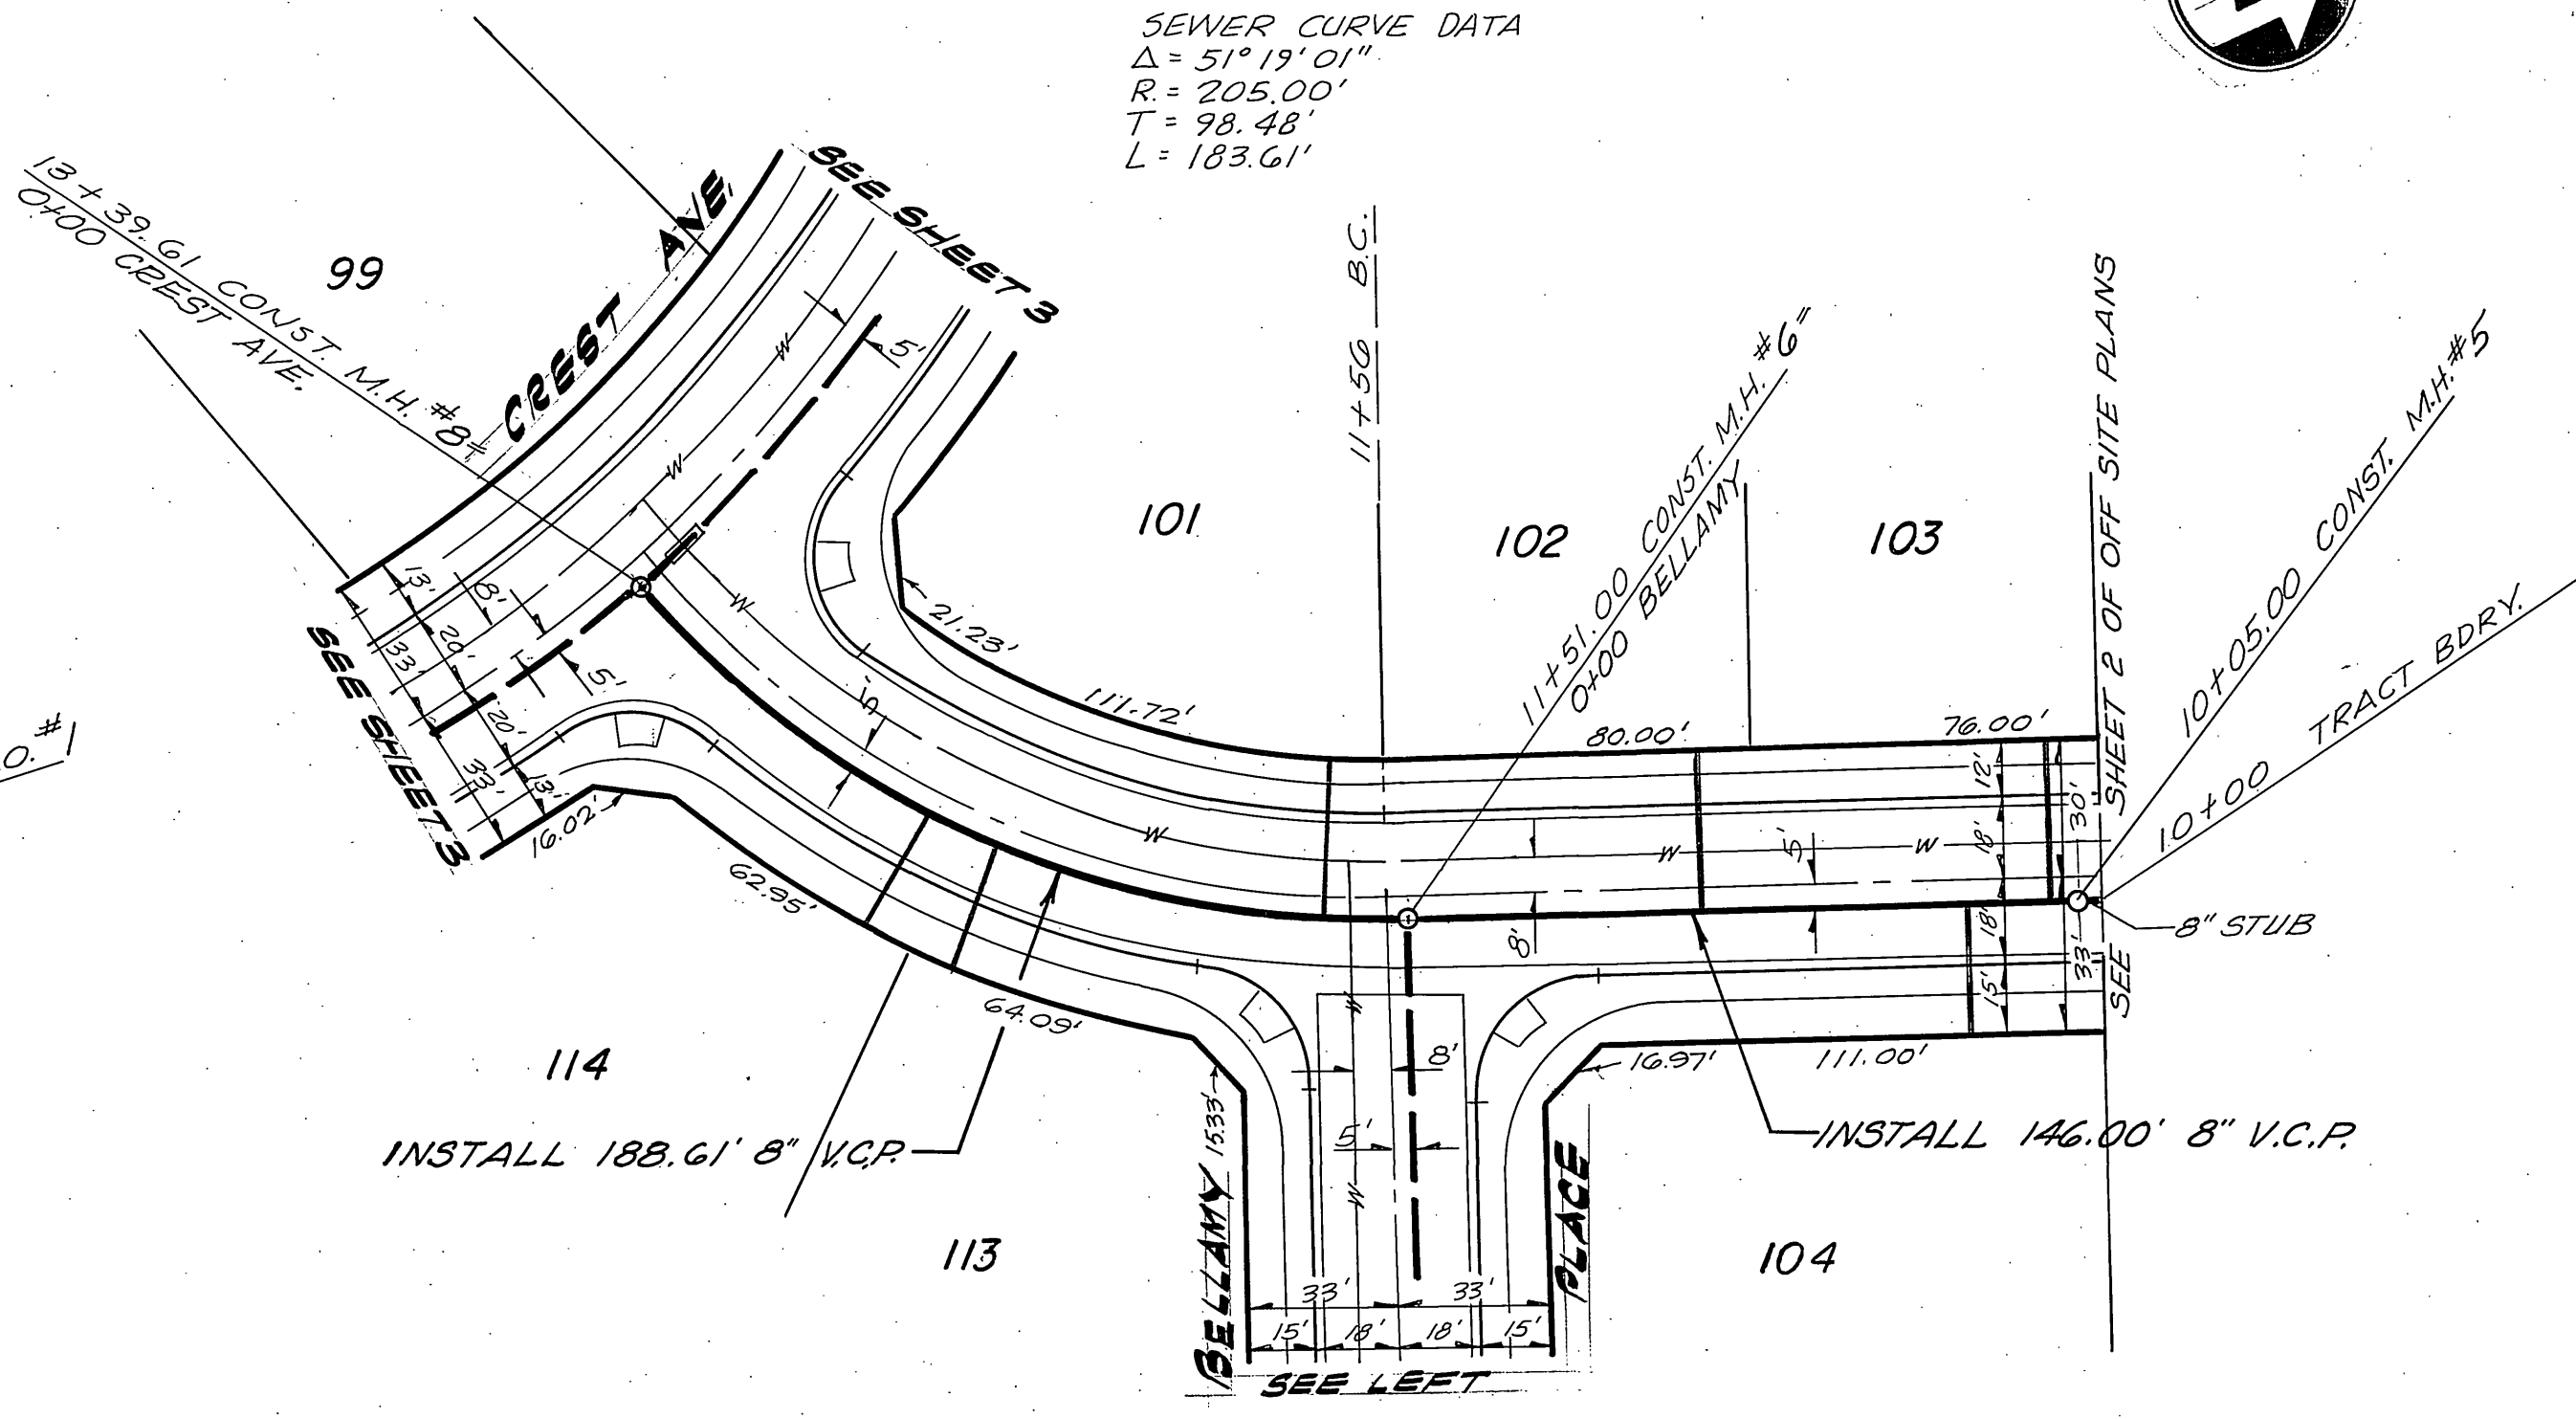 SEWER CURVE DATA
Δ = 51° 19' 01"
R. = 205.00'
T = 98.48'
L = 183.61'
13+39.61 CONST. M.H. #8=
0+00 CREST AVE.
99
CREST AVE.
SEE SHEET 3
5'
W
W
W
11+56 B.C.
101
102
103
11+51.00 CONST. M.H. #6"
0+00 BELLAMY
SEE SHEET 2 OF OFF SITE PLANS
10+05.00 CONST. M.H.#5
10+00 TRACT BDRY.
8" STUB
13'
8'
20'
33'
5'
20'
33'
13'
SEE SHEET 3
16.02'
21.23'
111.72'
5'
80.00'
76.00'
12'
30'
18'
5'
W
W
W
8'
18'
33'
15'
62.95'
64.09'
O. #1
114
INSTALL 188.61' 8" V.C.P.
113
W
8'
15.33'
5'
W
16.97'
111.00'
INSTALL 146.00' 8" V.C.P.
104
BELLAMY PLACE
33'
33'
15'
18'
18'
15'
SEE LEFT